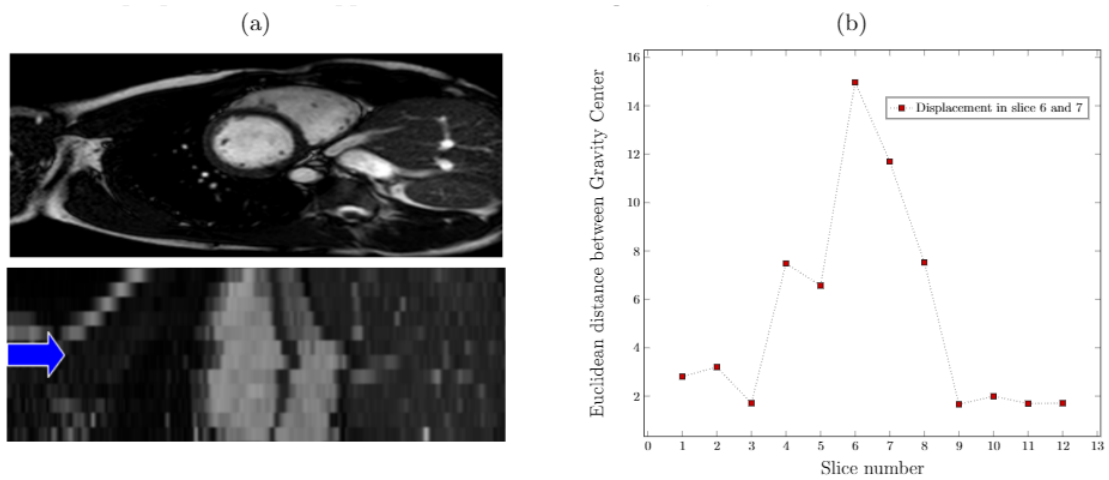 (a)
(b)
16
14
12
10
8
6
4
2
0 1 2 3 4 5 6 7 8 9 10 11 12 13
Euclidean distance between Gravity Center
Slice number
Displacement in slice 6 and 7